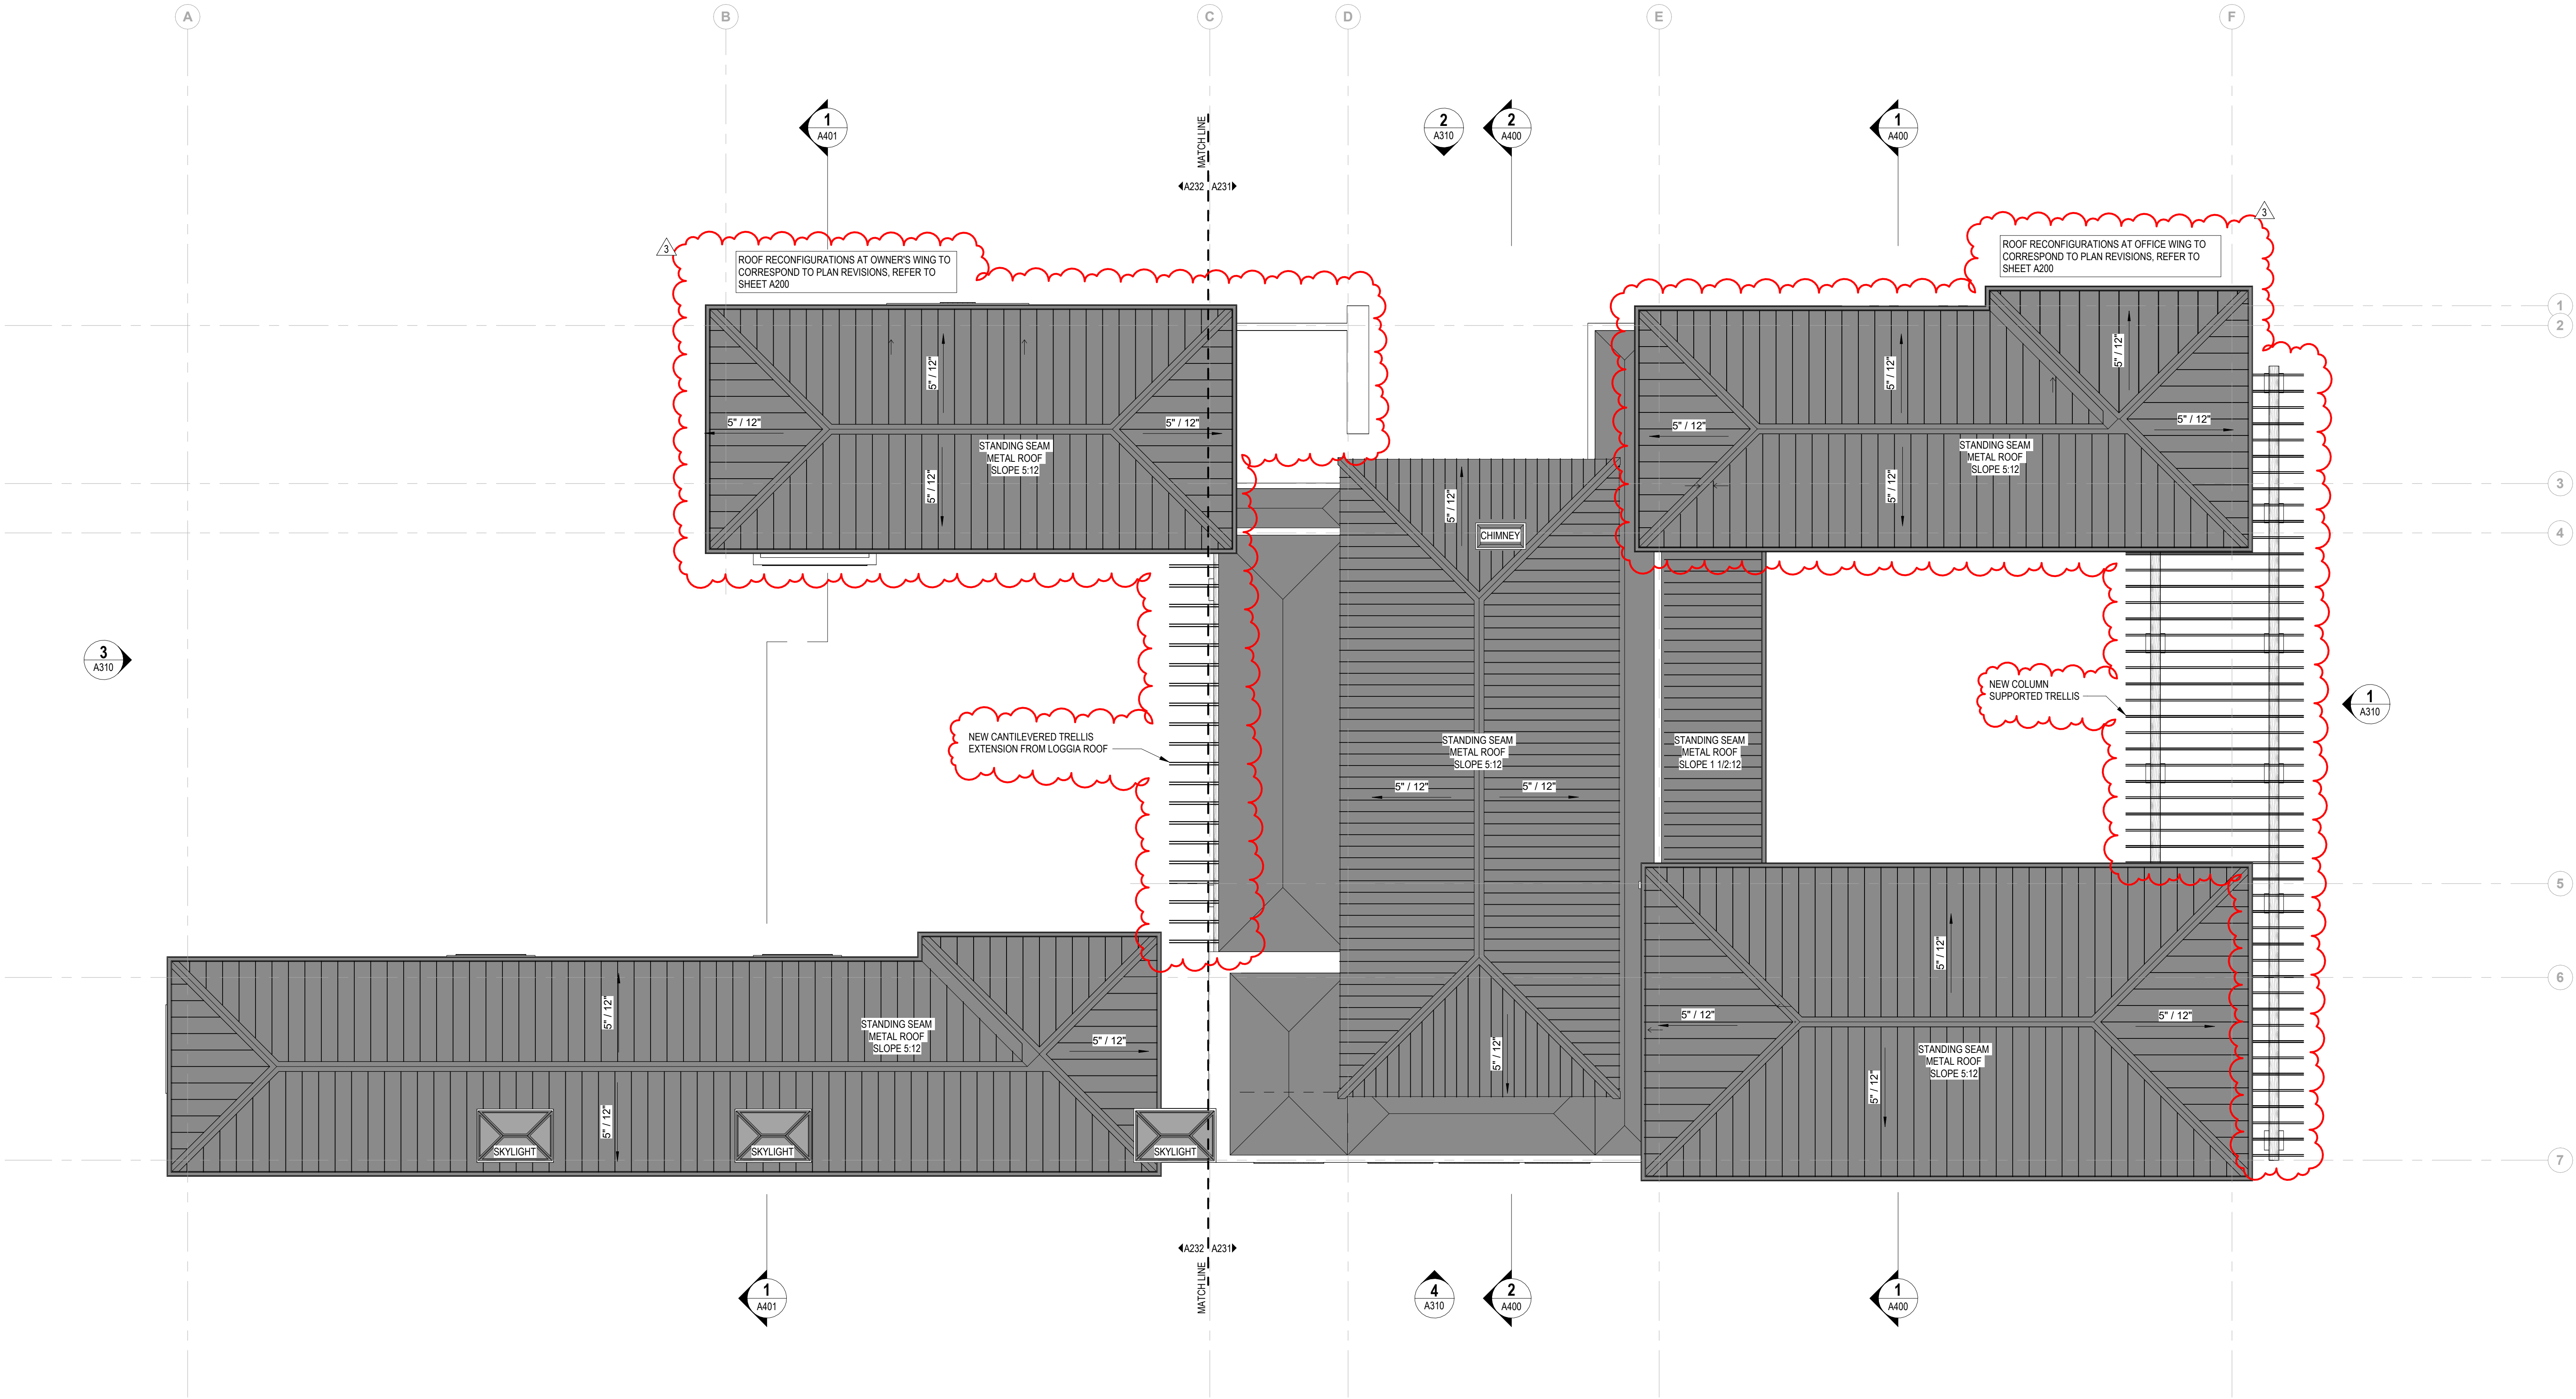 A
B
C
D
E
F
1
A401
MATCH LINE
2
A310
2
A400
1
A400
A232
A231
3
ROOF RECONFIGURATIONS AT OWNER'S WING TO
CORRESPOND TO PLAN REVISIONS, REFER TO
SHEET A200
3
ROOF RECONFIGURATIONS AT OFFICE WING TO
CORRESPOND TO PLAN REVISIONS, REFER TO
SHEET A200
1
2
5" / 12"
5" / 12"
5" / 12"
5" / 12"
5" / 12"
5" / 12"
5" / 12"
5" / 12"
STANDING SEAM
METAL ROOF
SLOPE 5:12
STANDING SEAM
METAL ROOF
SLOPE 5:12
5" / 12"
5" / 12"
5" / 12"
3
CHIMNEY
4
3
A310
NEW COLUMN
SUPPORTED TRELLIS
1
A310
NEW CANTILEVERED TRELLIS
EXTENSION FROM LOGGIA ROOF
STANDING SEAM
METAL ROOF
SLOPE 5:12
STANDING SEAM
METAL ROOF
SLOPE 1 1/2:12
5" / 12"
5" / 12"
5
5" / 12"
6
5" / 12"
5" / 12"
5" / 12"
STANDING SEAM
METAL ROOF
SLOPE 5:12
5" / 12"
5" / 12"
STANDING SEAM
METAL ROOF
SLOPE 5:12
5" / 12"
5" / 12"
SKYLIGHT
SKYLIGHT
SKYLIGHT
7
A232
A231
MATCH LINE
1
A401
4
A310
2
A400
1
A400